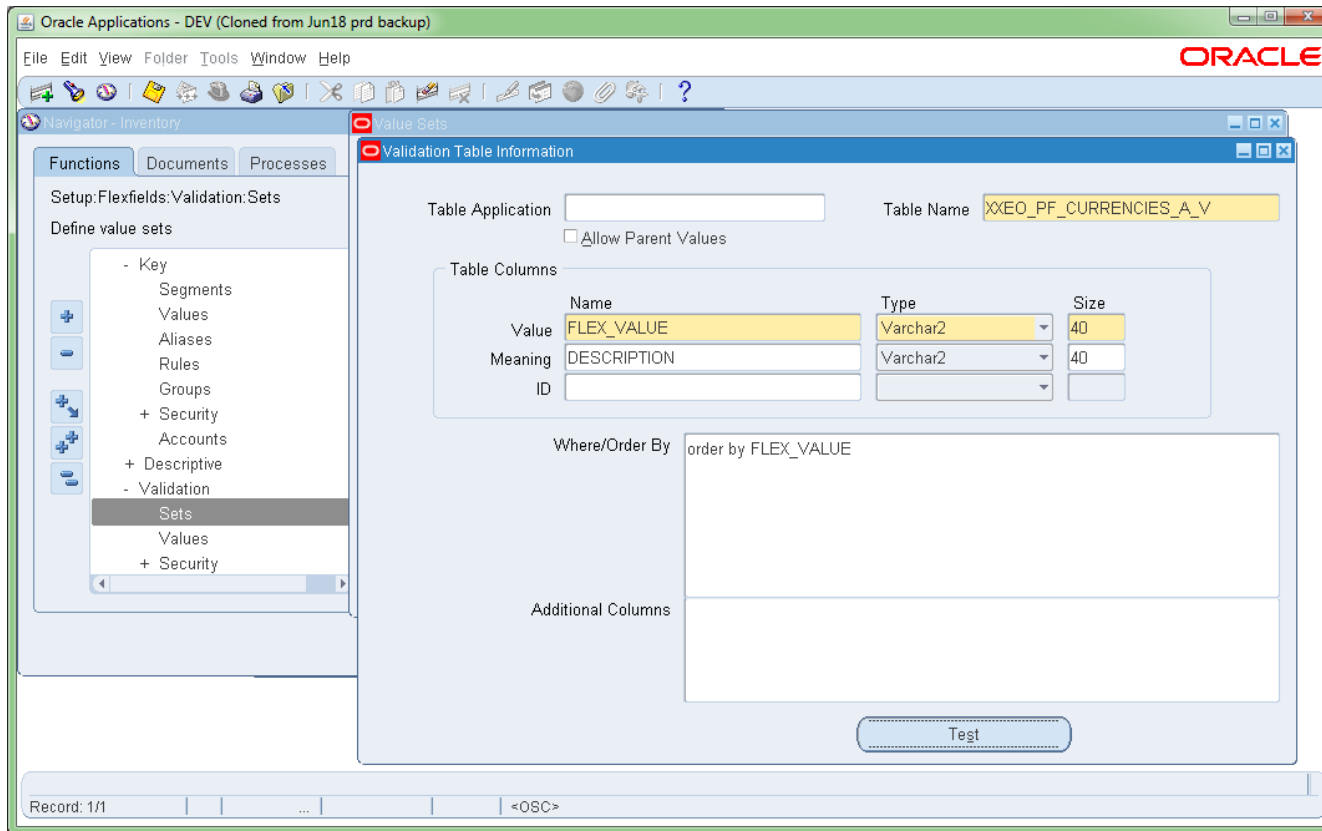 Oracle Applications - DEV (Cloned from Jun18 prd backup)
File Edit View Folder Tools Window Help
ORACLE
Navigator - Inventory
Functions Documents Processes
Setup:Flexfields:Validation:Sets
Define value sets
- Key
Segments
Values
Aliases
Rules
Groups
+ Security
Accounts
+ Descriptive
- Validation
Sets
Values
+ Security
Value Sets
Validation Table Information
Table Application Table Name XXEO_PF_CURRENCIES_A_V
Allow Parent Values
Table Columns
Name Type Size
Value FLEX_VALUE Varchar2 40
Meaning DESCRIPTION Varchar2 40
ID
Where/Order By order by FLEX_VALUE
Additional Columns
Test
Record: 1/1 ... <OSC>